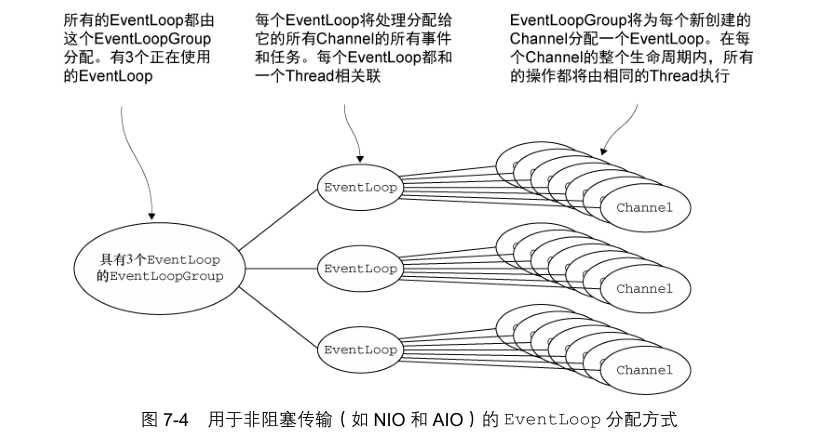 所有的EventLoop都由
这个EventLoopGroup
分配。有3个正在使用
的EventLoop
每个EventLoop将处理分配给
它的所有Channel的所有事件
和任务。每个EventLoop都和
一个Thread相关联
EventLoopGroup将为每个新创建的
Channel分配一个EventLoop。在每
个Channel的整个生命周期内，所有
的操作都将由相同的Thread执行
具有3个EventLoop
的EventLoopGroup
EventLoop
Channel
EventLoop
Channel
EventLoop
Channel
图 7-4 用于非阻塞传输（如 NIO 和 AIO）的 EventLoop 分配方式